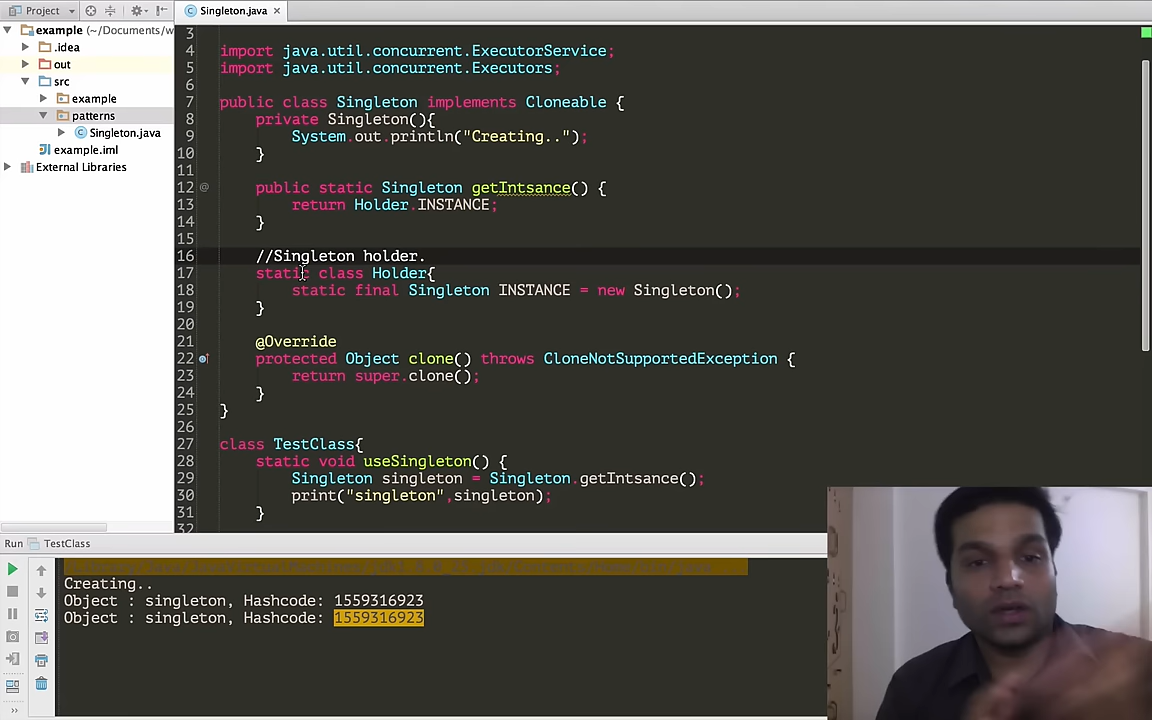 Project
Singleton.java
example (~/Documents/w
.idea
out
src
example
patterns
Singleton.java
example.iml
External Libraries
3
4 import java.util.concurrent.ExecutorService;
5 import java.util.concurrent.Executors;
6
7 public class Singleton implements Cloneable {
8 private Singleton(){
9 System.out.println("Creating..");
10 }
11
12 @ public static Singleton getIntsance() {
13 return Holder.INSTANCE;
14 }
15
16 //Singleton holder.
17 static class Holder{
18 static final Singleton INSTANCE = new Singleton();
19 }
20
21 @Override
22 protected Object clone() throws CloneNotSupportedException {
23 return super.clone();
24 }
25 }
26
27 class TestClass{
28 static void useSingleton() {
29 Singleton singleton = Singleton.getIntsance();
30 print("singleton",singleton);
31 }
32
Run TestClass
Creating..
Object : singleton, Hashcode: 1559316923
Object : singleton, Hashcode: 1559316923